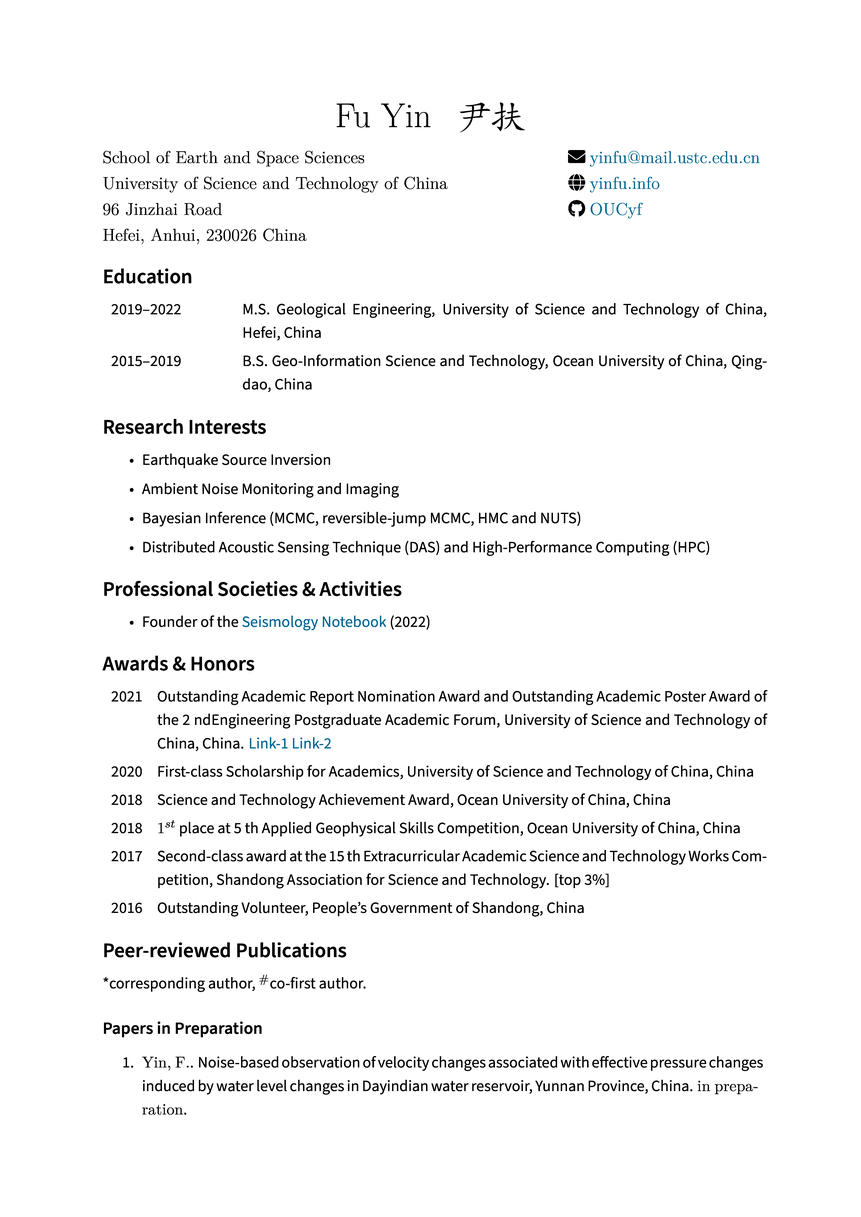 Fu Yin 尹扶
School of Earth and Space Sciences
University of Science and Technology of China
96 Jinzhai Road
Hefei, Anhui, 230026 China
yinfu@mail.ustc.edu.cn
yinfu.info
OUCyf
Education
2019–2022 M.S. Geological Engineering, University of Science and Technology of China,
Hefei, China
2015–2019 B.S. Geo-Information Science and Technology, Ocean University of China, Qing-
dao, China
Research Interests
• Earthquake Source Inversion
• Ambient Noise Monitoring and Imaging
• Bayesian Inference (MCMC, reversible-jump MCMC, HMC and NUTS)
• Distributed Acoustic Sensing Technique (DAS) and High-Performance Computing (HPC)
Professional Societies & Activities
• Founder of the Seismology Notebook (2022)
Awards & Honors
2021 Outstanding Academic Report Nomination Award and Outstanding Academic Poster Award of
the 2 ndEngineering Postgraduate Academic Forum, University of Science and Technology of
China, China. Link-1 Link-2
2020 First-class Scholarship for Academics, University of Science and Technology of China, China
2018 Science and Technology Achievement Award, Ocean University of China, China
2018 1st place at 5 th Applied Geophysical Skills Competition, Ocean University of China, China
2017 Second-class award at the 15 th Extracurricular Academic Science and Technology Works Com-
petition, Shandong Association for Science and Technology. [top 3%]
2016 Outstanding Volunteer, People’s Government of Shandong, China
Peer-reviewed Publications
*corresponding author, #co-first author.
Papers in Preparation
1. Yin, F.. Noise-based observation of velocity changes associated with effective pressure changes
induced by water level changes in Dayindian water reservoir, Yunnan Province, China. in prepa-
ration.